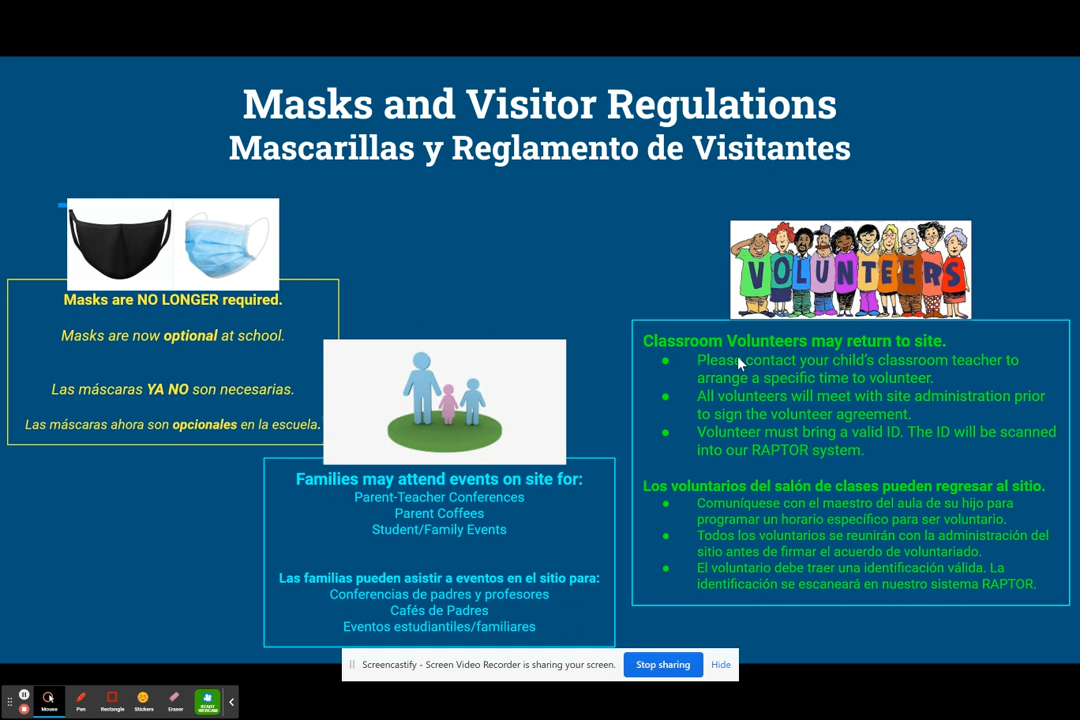 Masks and Visitor Regulations
Mascarillas y Reglamento de Visitantes
Masks are NO LONGER required.
Masks are now optional at school.
Las máscaras YA NO son necesarias.
Las máscaras ahora son opcionales en la escuela.
Families may attend events on site for:
Parent-Teacher Conferences
Parent Coffees
Student/Family Events
Las familias pueden asistir a eventos en el sitio para:
Conferencias de padres y profesores
Cafés de Padres
Eventos estudiantiles/familiares
VOLUNTEERS
Classroom Volunteers may return to site.
● Please contact your child's classroom teacher to
arrange a specific time to volunteer.
● All volunteers will meet with site administration prior
to sign the volunteer agreement.
● Volunteer must bring a valid ID. The ID will be scanned
into our RAPTOR system.
Los voluntarios del salón de clases pueden regresar al sitio.
● Comuníquese con el maestro del aula de su hijo para
programar un horario específico para ser voluntario.
● Todos los voluntarios se reunirán con la administración del
sitio antes de firmar el acuerdo de voluntariado.
● El voluntario debe traer una identificación válida. La
identificación se escaneará en nuestro sistema RAPTOR.
Screencastify - Screen Video Recorder is sharing your screen.
Stop sharing
Hide
Mouse
Pen
Rectangle
Stickers
Eraser
START
WEBCAM